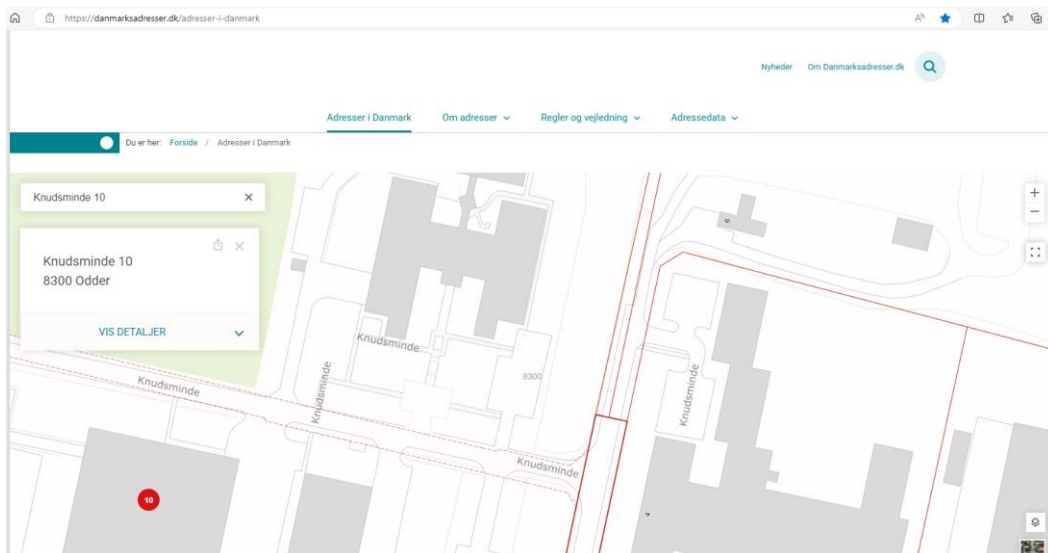 https://danmarksadresser.dk/adresser-i-danmark
Nyheder Om Danmarksadresser.dk
Adresser i Danmark Om adresser Regler og vejledning Adressedata
Du er her: Forside / Adresser i Danmark
Knudsminde 10
Knudsminde 10
8300 Odder
VIS DETALJER
6
Knudsminde
8300
Knudsminde
Knudsminde
Knudsminde
Knudsminde
10
4